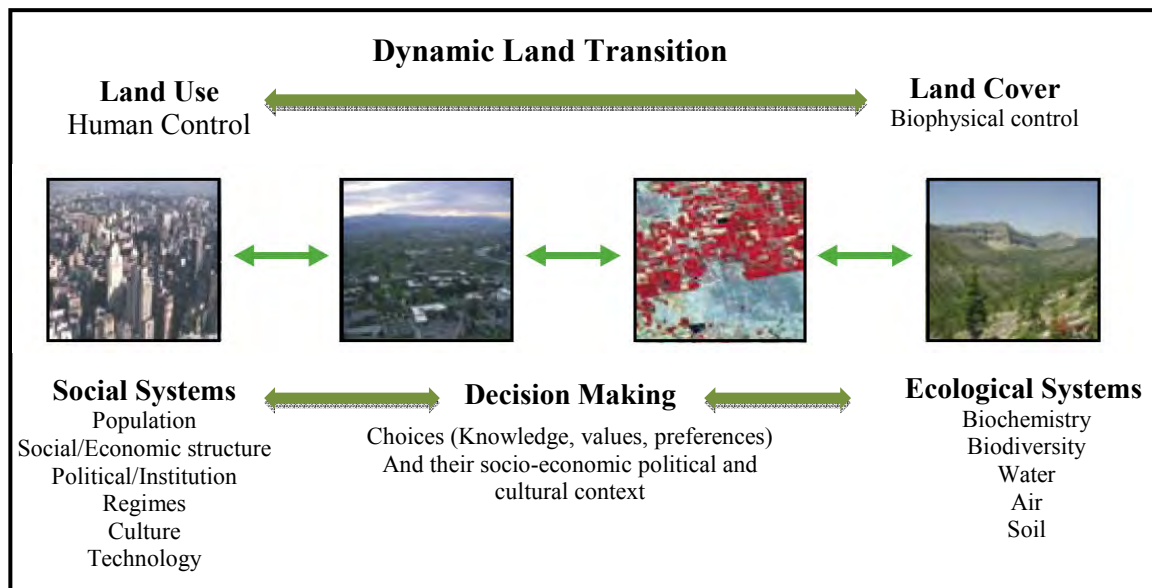 Dynamic Land Transition
Land Use
Human Control
Land Cover
Biophysical control
Social Systems
Population
Social/Economic structure
Political/Institution
Regimes
Culture
Technology
Decision Making
Choices (Knowledge, values, preferences)
And their socio-economic political and
cultural context
Ecological Systems
Biochemistry
Biodiversity
Water
Air
Soil